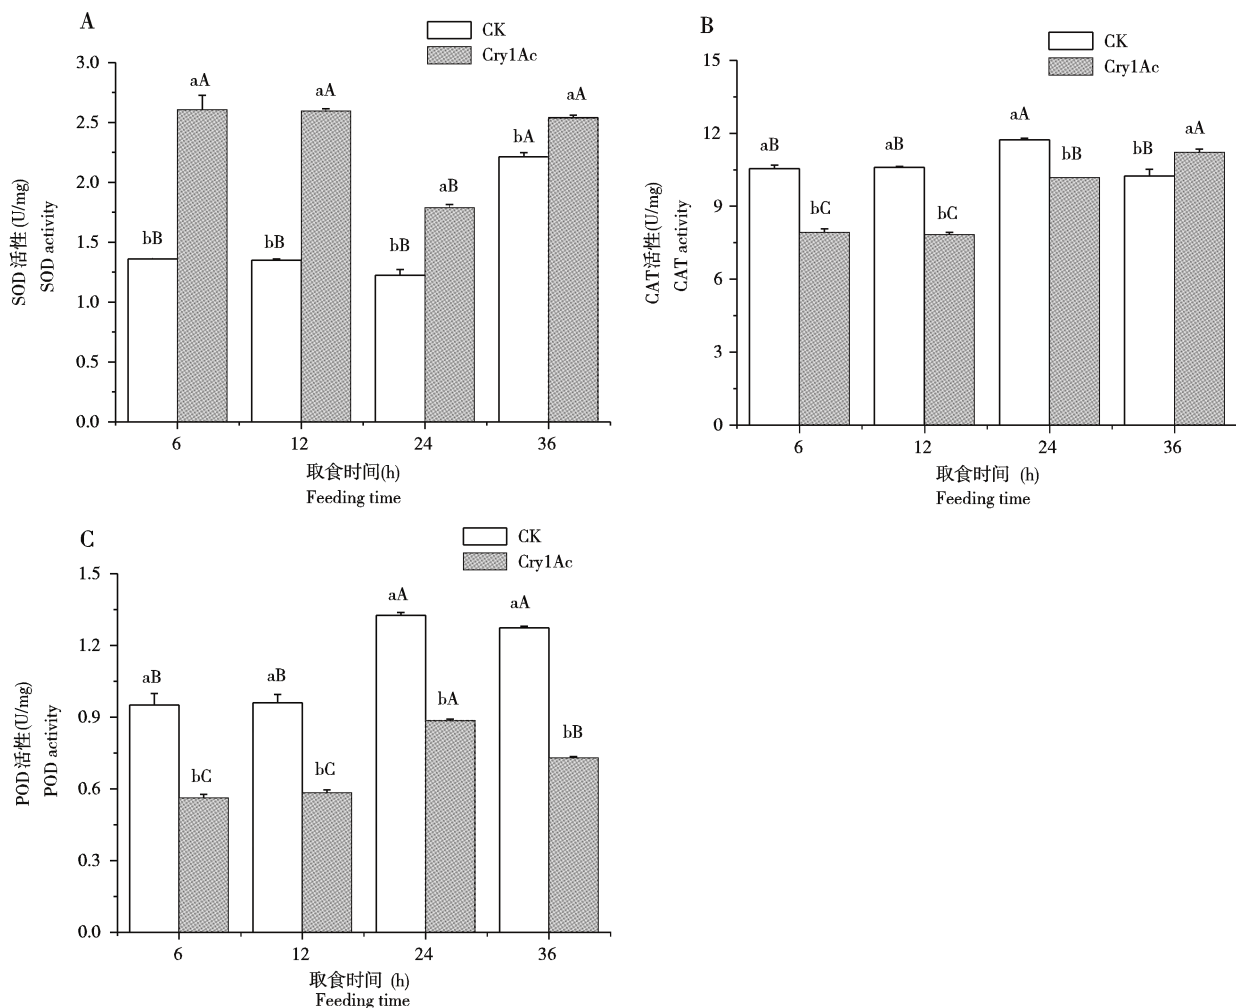 A
CK
Cry1Ac
3.0
2.5
2.0
1.5
1.0
0.5
0.0
SOD活性(U/mg)
SOD activity
bB
aA
bB
aA
bB
aB
bA
aA
6
12
24
36
取食时间(h)
Feeding time
B
CK
Cry1Ac
15
12
9
6
3
0
CAT活性(U/mg)
CAT activity
aB
bC
aB
bC
aA
bB
bB
aA
6
12
24
36
取食时间 (h)
Feeding time
C
CK
Cry1Ac
1.5
1.2
0.9
0.6
0.3
0.0
POD活性(U/mg)
POD activity
aB
bC
aB
bC
aA
bA
aA
bB
6
12
24
36
取食时间 (h)
Feeding time